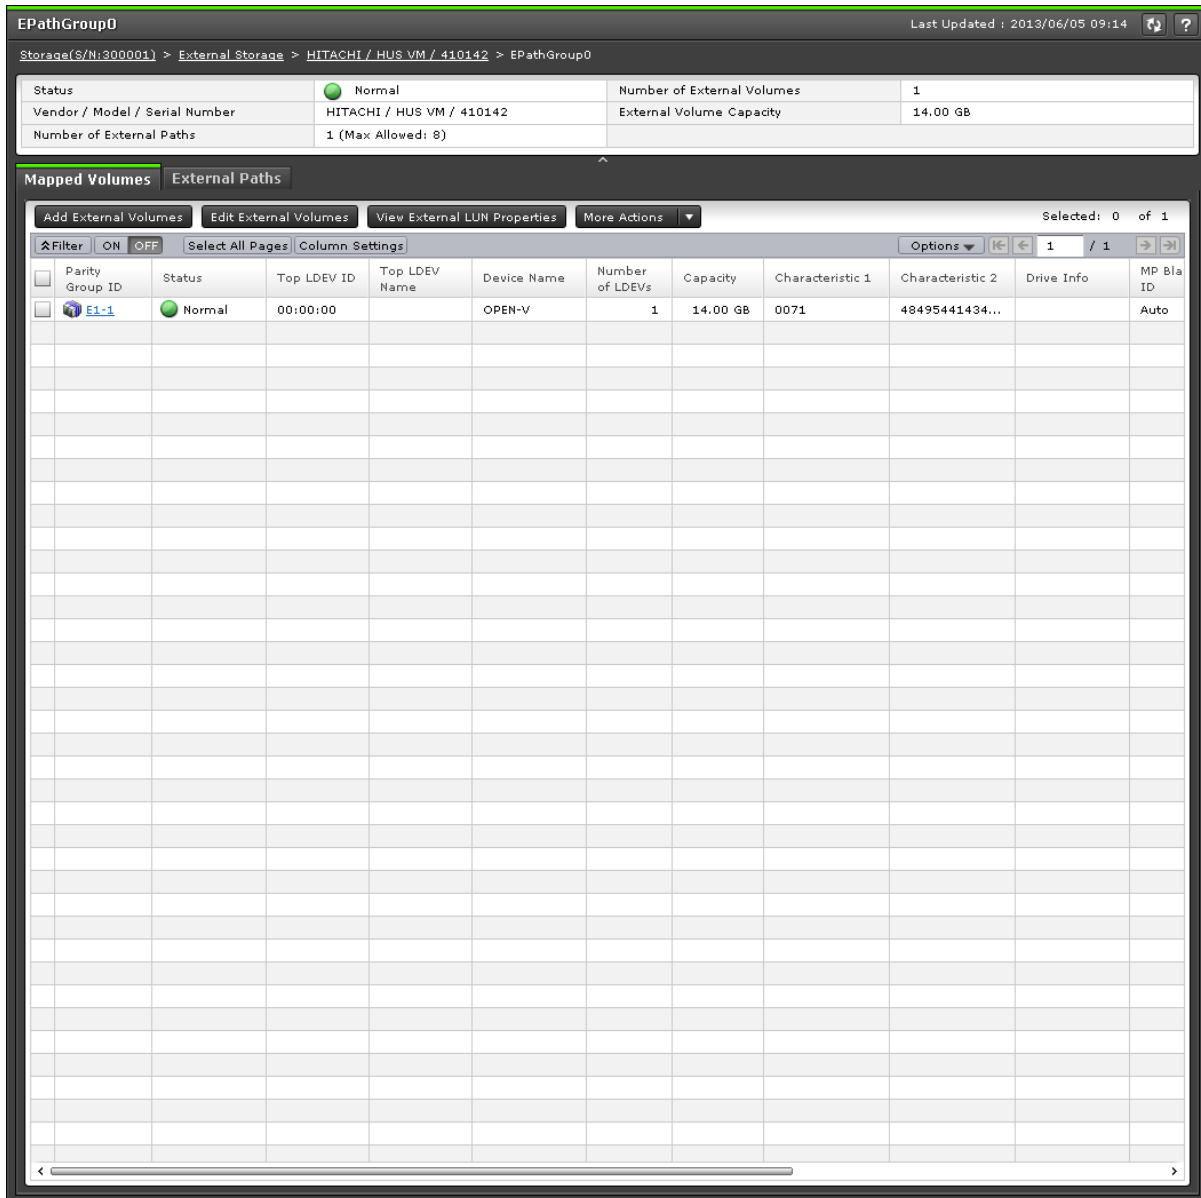 EPathGroup0
Last Updated : 2013/06/05 09:14 ?
Storage(S/N:300001) > External Storage > HITACHI / HUS VM / 410142 > EPathGroup0
Status Normal Number of External Volumes 1
Vendor / Model / Serial Number HITACHI / HUS VM / 410142 External Volume Capacity 14.00 GB
Number of External Paths 1 (Max Allowed: 8)
Mapped Volumes External Paths
Add External Volumes Edit External Volumes View External LUN Properties More Actions Selected: 0 of 1
Filter ON OFF Select All Pages Column Settings Options 1 / 1
Parity Group ID Status Top LDEV ID Top LDEV Name Device Name Number of LDEVs Capacity Characteristic 1 Characteristic 2 Drive Info MP Bla ID
E1-1 Normal 00:00:00 OPEN-V 1 14.00 GB 0071 48495441434... Auto